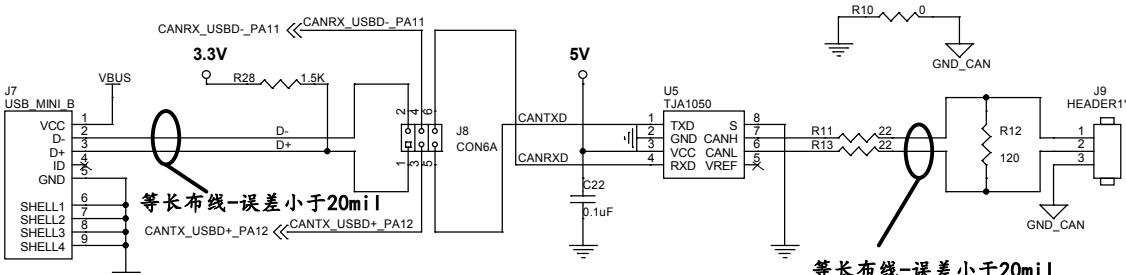 R10 0
GND_CAN
CANRX_USBD-_PA11
CANRX_USBD-_PA11
3.3V
R28 1.5K
5V
J7
USB_MINI_B
VBUS
VCC 1
D- 2
D+ 3
ID 4
GND 5
SHELL1 6
SHELL2 7
SHELL3 8
SHELL4 9
D-
D+
2 4 6
1 3 5
J8
CON6A
等长布线-误差小于20mil
CANTX_USBD+_PA12
CANTX_USBD+_PA12
CANTXD
CANRXD
C22
0.1uF
U5
TJA1050
1 TXD S 8
2 GND CANH 7
3 VCC CANL 6
4 RXD VREF 5
R11 22
R13 22
R12
120
J9
HEADER1*
1
2
3
GND_CAN
等长布线-误差小于20mil